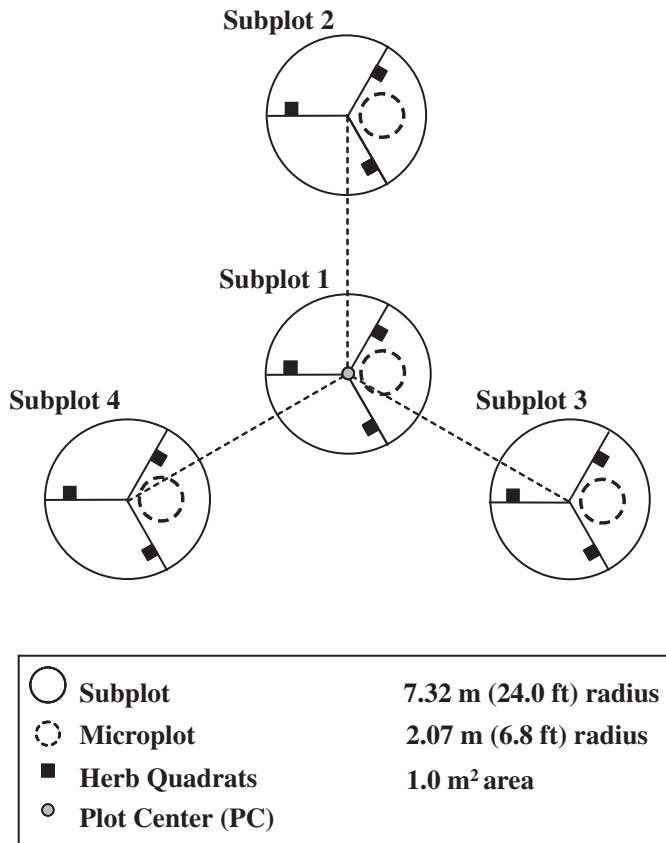 Subplot 2
Subplot 1
Subplot 4
Subplot 3
Subplot 7.32 m (24.0 ft) radius
Microplot 2.07 m (6.8 ft) radius
Herb Quadrats 1.0 m² area
Plot Center (PC)